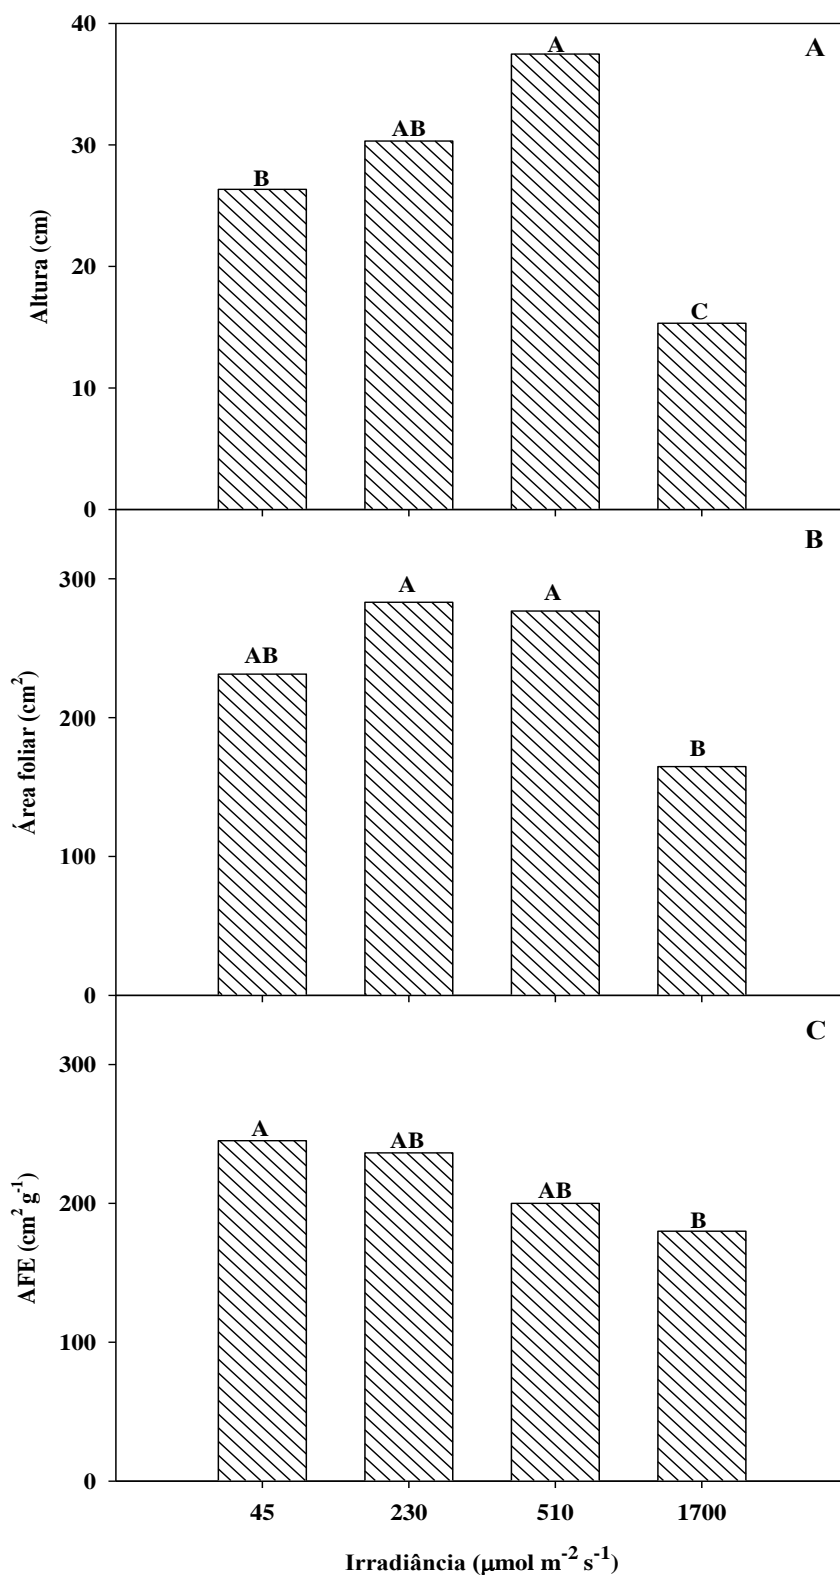 40
A
A
AB
30
B
Altura (cm)
20
C
10
0
B
300
A
A
AB
Área foliar (cm²)
200
B
100
0
C
300
A
AB
AB
200
B
AFE (cm² g⁻¹)
100
0
45 230 510 1700
Irradiância (µmol m⁻² s⁻¹)